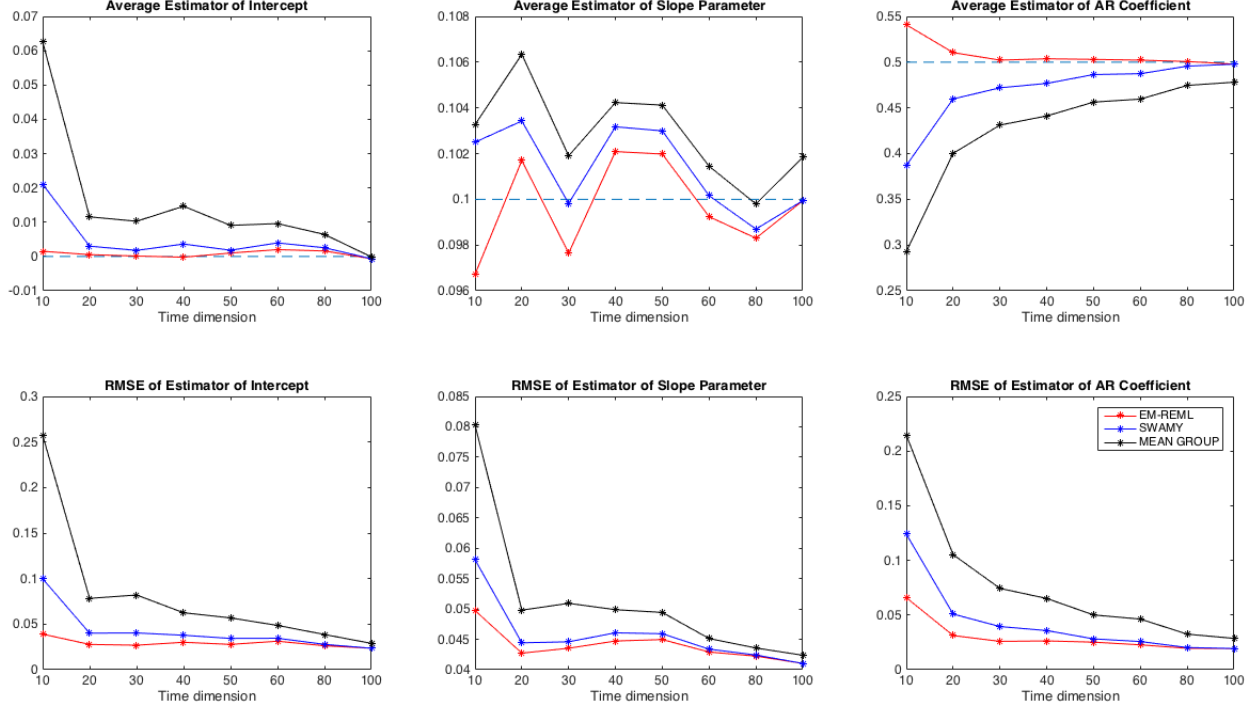 Average Estimator of Intercept
0.07
0.06
0.05
0.04
0.03
0.02
0.01
0
-0.01
10 20 30 40 50 60 80 100
Time dimension
Average Estimator of Slope Parameter
0.108
0.106
0.104
0.102
0.1
0.098
0.096
10 20 30 40 50 60 80 100
Time dimension
Average Estimator of AR Coefficient
0.55
0.5
0.45
0.4
0.35
0.3
0.25
10 20 30 40 50 60 80 100
Time dimension
RMSE of Estimator of Intercept
0.3
0.25
0.2
0.15
0.1
0.05
0
10 20 30 40 50 60 80 100
Time dimension
RMSE of Estimator of Slope Parameter
0.085
0.08
0.075
0.07
0.065
0.06
0.055
0.05
0.045
0.04
10 20 30 40 50 60 80 100
Time dimension
RMSE of Estimator of AR Coefficient
0.25
0.2
0.15
0.1
0.05
0
EM-REML
SWAMY
MEAN GROUP
10 20 30 40 50 60 80 100
Time dimension